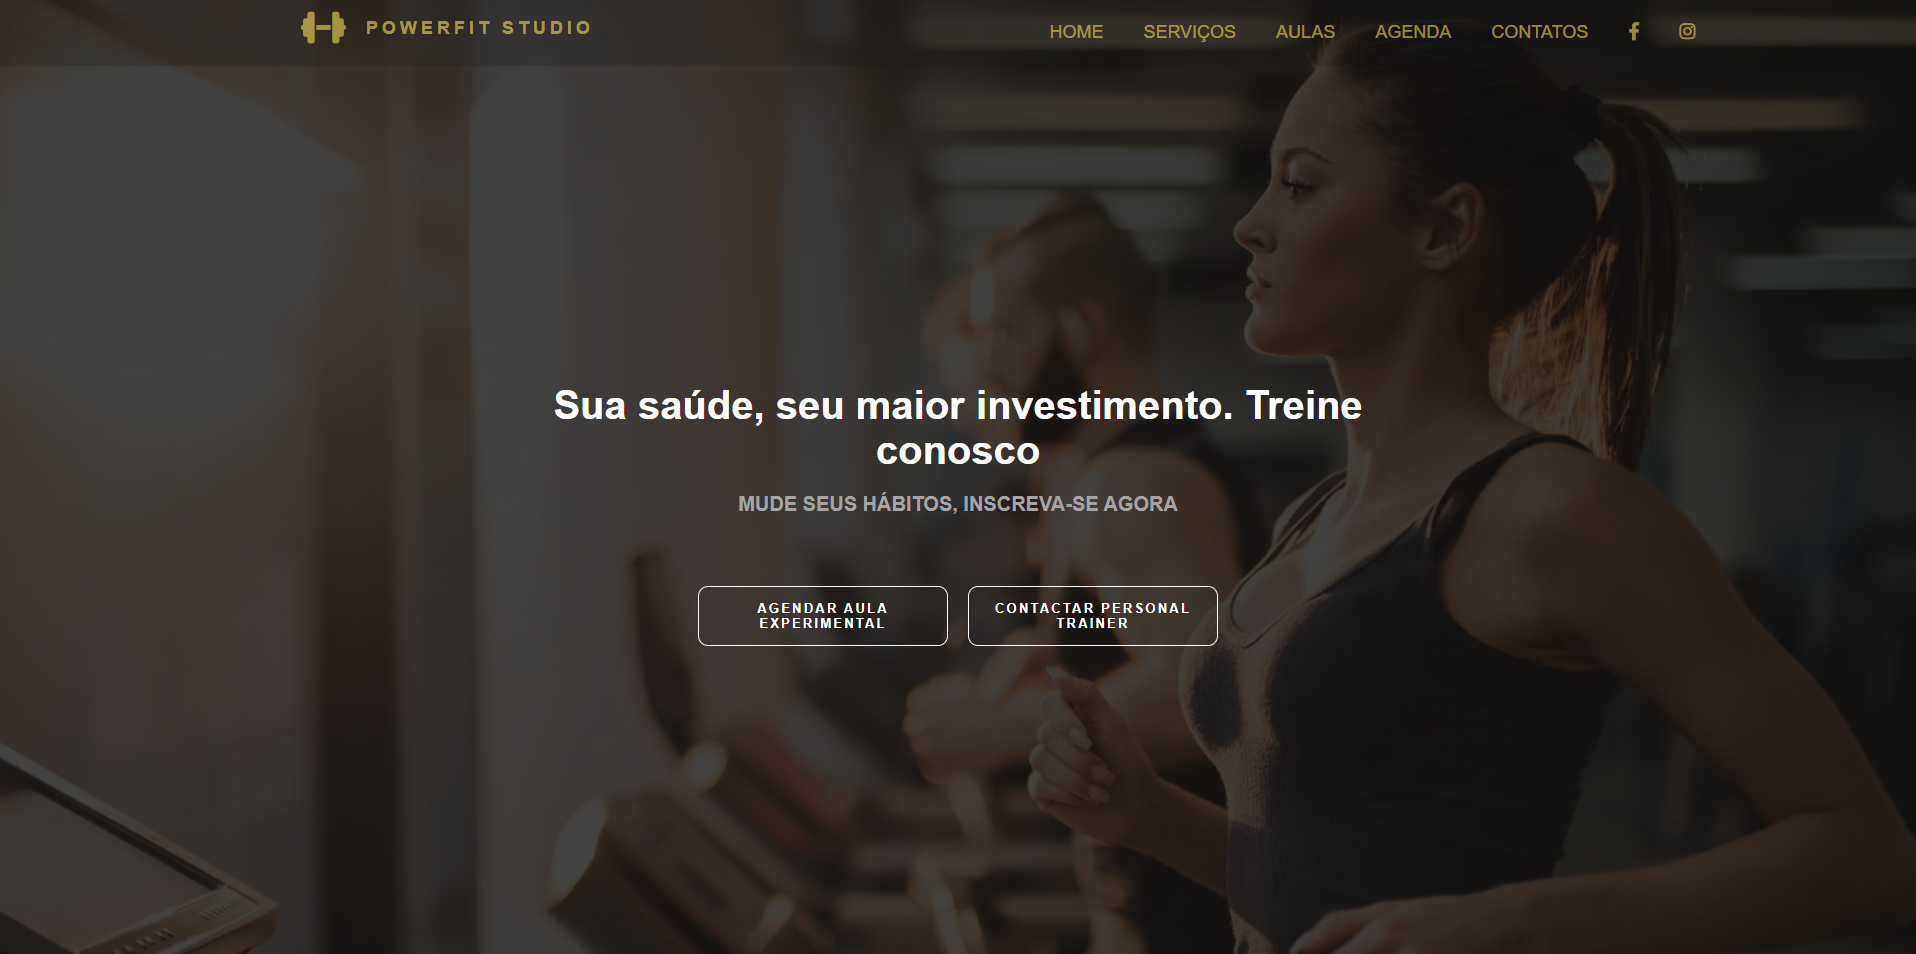 POWERFIT STUDIO
HOME SERVIÇOS AULAS AGENDA CONTATOS
Sua saúde, seu maior investimento. Treine
conosco
MUDE SEUS HÁBITOS, INSCREVA-SE AGORA
AGENDAR AULA
EXPERIMENTAL
CONTACTAR PERSONAL
TRAINER